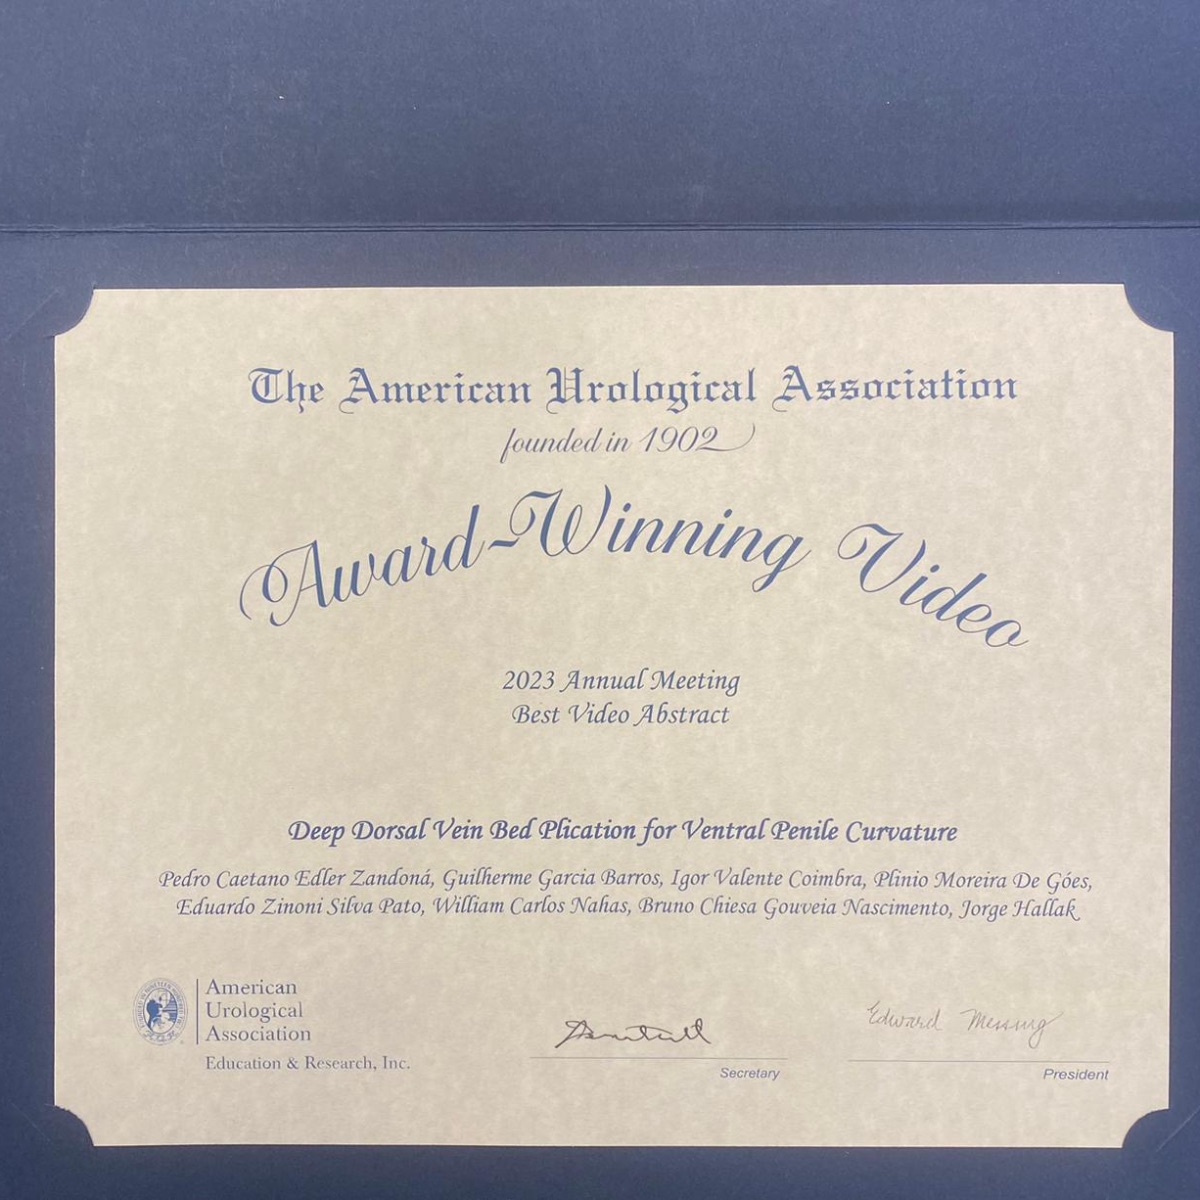 The American Urological Association
founded in 1902
Award-Winning Video
2023 Annual Meeting
Best Video Abstract
Deep Dorsal Vein Bed Plication for Ventral Penile Curvature
Pedro Caetano Edler Zandoná, Guilherme Garcia Barros, Igor Valente Coimbra, Plinio Moreira De Góes,
Eduardo Zinoni Silva Pato, William Carlos Nahas, Bruno Chiesa Gouveia Nascimento, Jorge Hallak
American
Urological
Association
Education & Research, Inc.
Secretary
Edward Messing
President